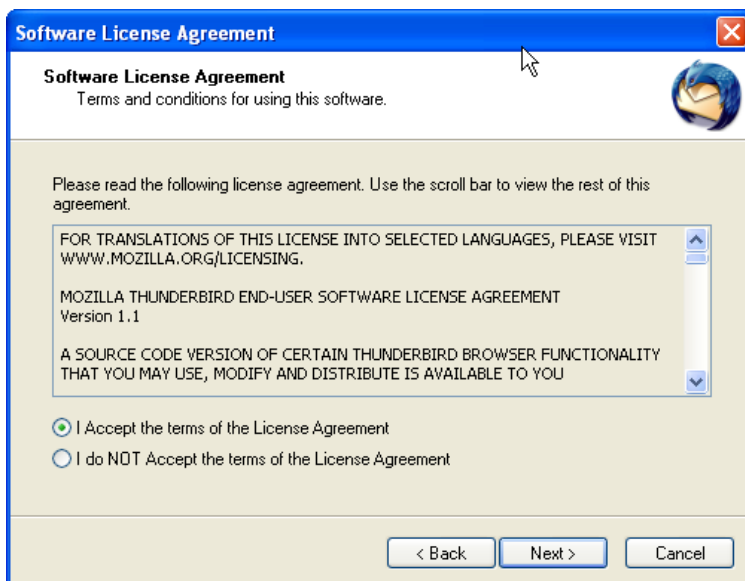 Software License Agreement
Software License Agreement
Terms and conditions for using this software.
Please read the following license agreement. Use the scroll bar to view the rest of this
agreement.
FOR TRANSLATIONS OF THIS LICENSE INTO SELECTED LANGUAGES, PLEASE VISIT
WWW.MOZILLA.ORG/LICENSING.
MOZILLA THUNDERBIRD END-USER SOFTWARE LICENSE AGREEMENT
Version 1.1
A SOURCE CODE VERSION OF CERTAIN THUNDERBIRD BROWSER FUNCTIONALITY
THAT YOU MAY USE, MODIFY AND DISTRIBUTE IS AVAILABLE TO YOU
I Accept the terms of the License Agreement
I do NOT Accept the terms of the License Agreement
< Back Next > Cancel